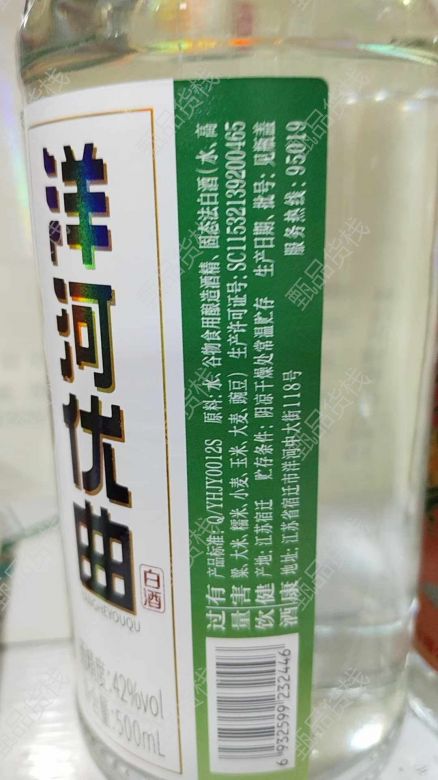 洋河优曲
白酒
YANGHEYOUQU
酒精度:42%vol
净含量:500mL
过量饮酒
有害健康
产品标准: Q/YHJY0012S 原料: 水、谷物食用酿造酒精、固态法白酒(水、高
粱、大米、糯米、小麦、玉米、大麦、豌豆) 生产许可证号: SC11532139200465
产地: 江苏宿迁 贮存条件: 阴凉干燥处常温贮存 生产日期、批号: 见瓶盖
地址: 江苏省宿迁市洋河中大街118号 服务热线: 95019
6 932599 232446
甄品货栈